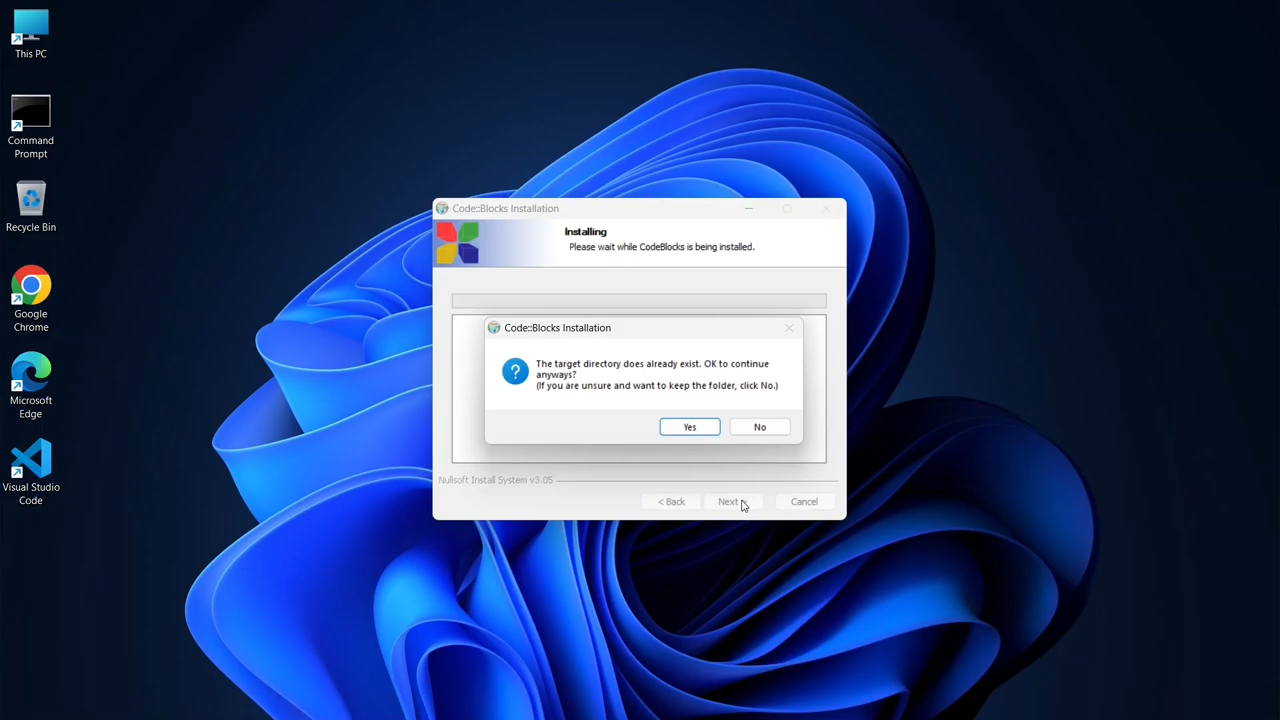 This PC
Command
Prompt
Recycle Bin
Google
Chrome
Microsoft
Edge
Visual Studio
Code
Code::Blocks Installation
Installing
Please wait while CodeBlocks is being installed.
Code::Blocks Installation
The target directory does already exist. OK to continue
anyways?
(If you are unsure and want to keep the folder, click No.)
Yes No
Nullsoft Install System v3.05
< Back Next > Cancel